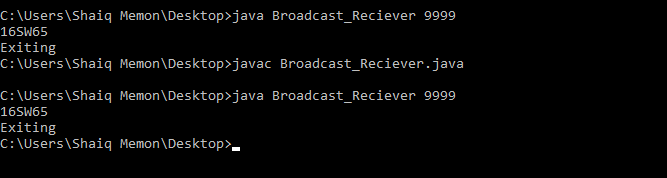 C:\Users\Shaiq Memon\Desktop>java Broadcast_Reciever 9999
16SW65
Exiting
C:\Users\Shaiq Memon\Desktop>javac Broadcast_Reciever.java
C:\Users\Shaiq Memon\Desktop>java Broadcast_Reciever 9999
16SW65
Exiting
C:\Users\Shaiq Memon\Desktop>